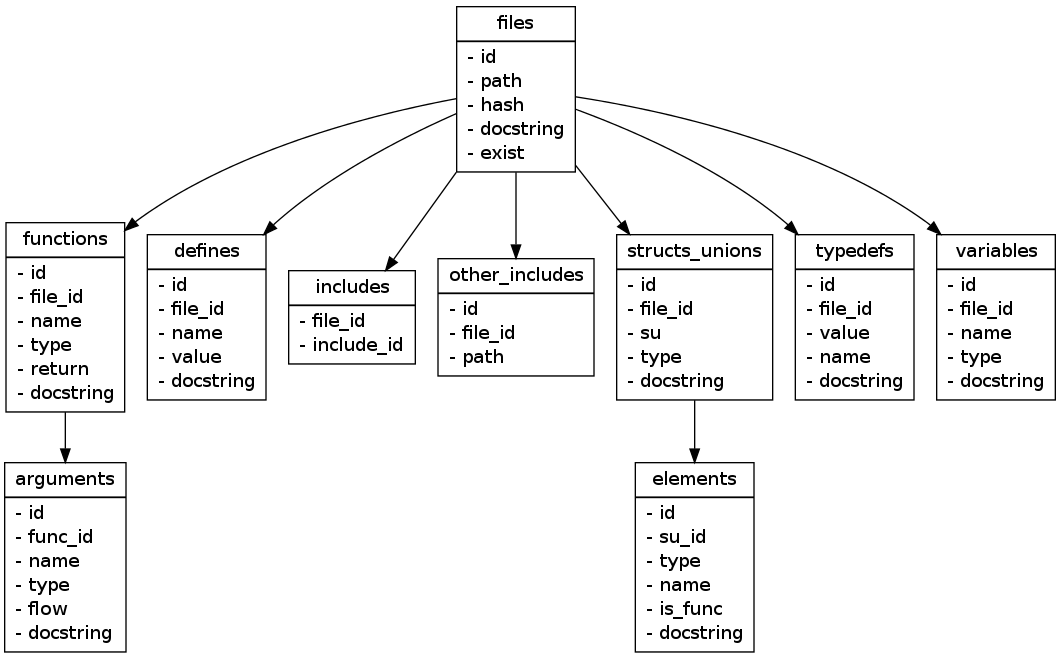 files
- id
- path
- hash
- docstring
- exist
functions
- id
- file_id
- name
- type
- return
- docstring
defines
- id
- file_id
- name
- value
- docstring
includes
- file_id
- include_id
other_includes
- id
- file_id
- path
structs_unions
- id
- file_id
- su
- type
- docstring
typedefs
- id
- file_id
- value
- name
- docstring
variables
- id
- file_id
- name
- type
- docstring
arguments
- id
- func_id
- name
- type
- flow
- docstring
elements
- id
- su_id
- type
- name
- is_func
- docstring